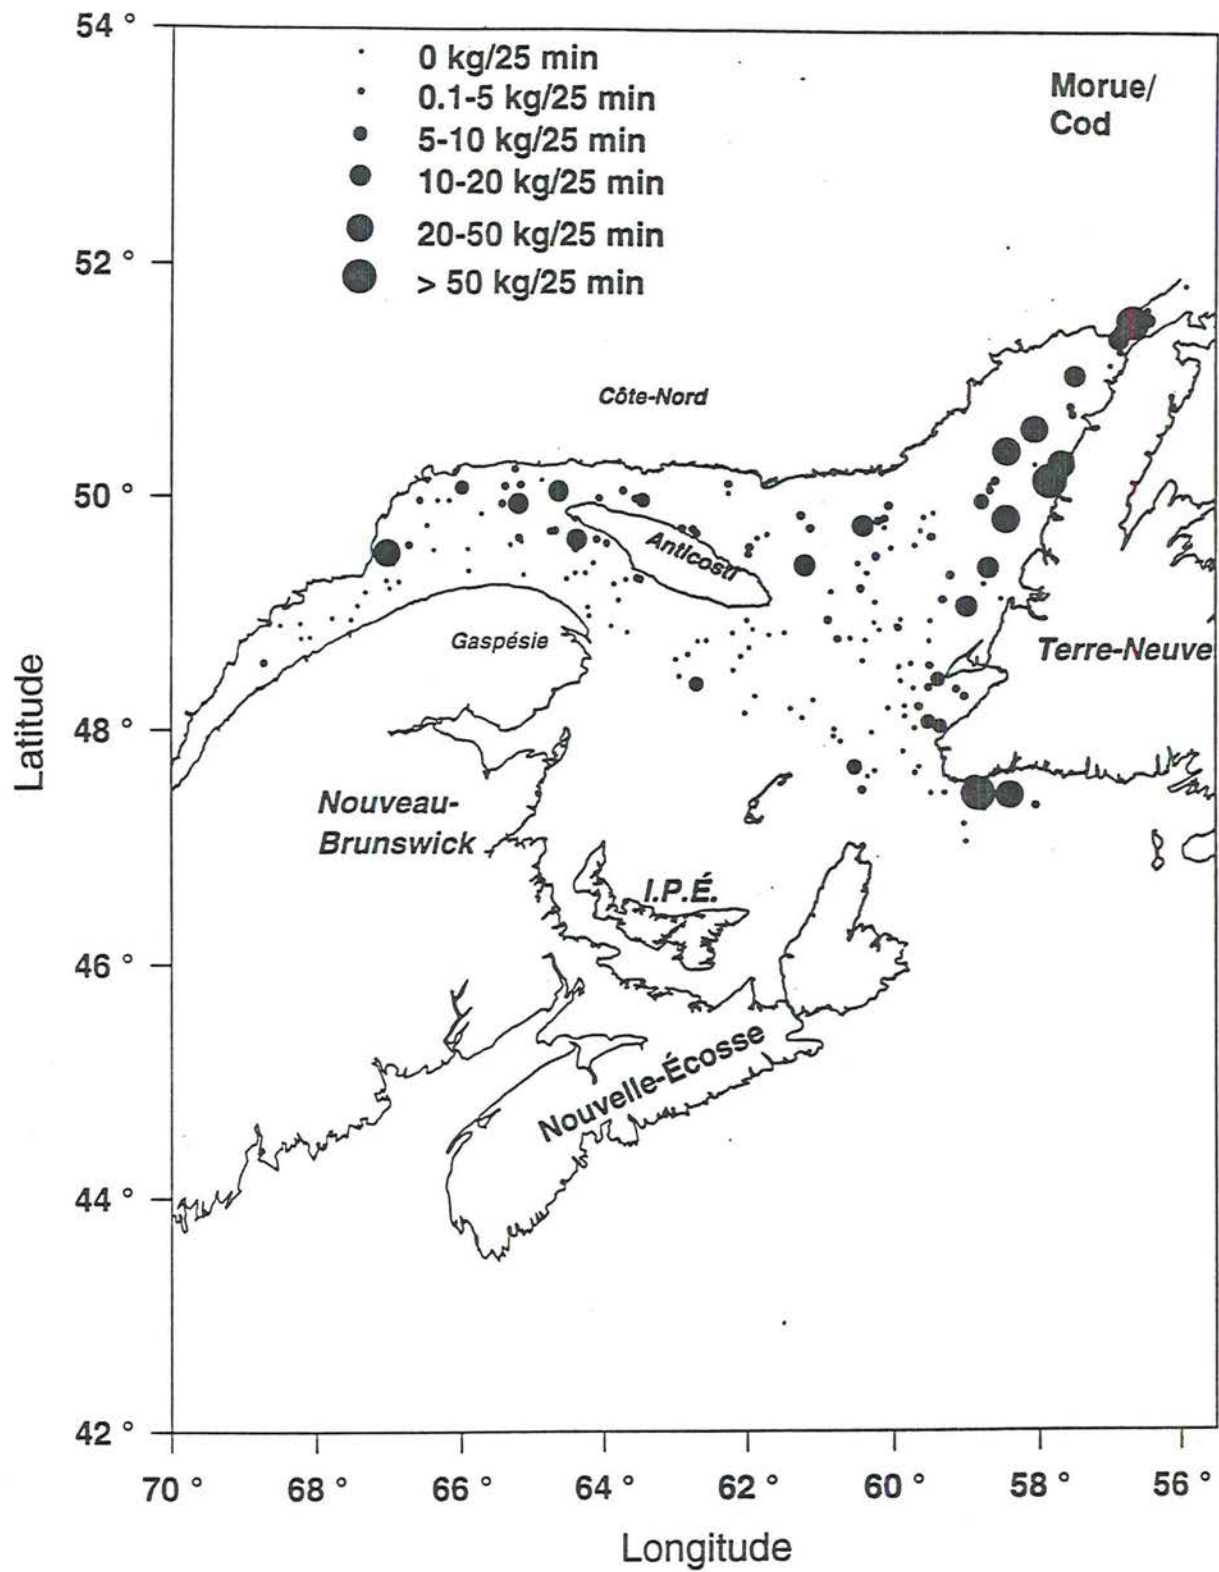 54 °
0 kg/25 min
0.1-5 kg/25 min
5-10 kg/25 min
10-20 kg/25 min
20-50 kg/25 min
> 50 kg/25 min
Morue/
Cod
52 °
Côte-Nord
50 °
Anticosti
Gaspésie
Terre-Neuve
Latitude
48 °
Nouveau-
Brunswick
I.P.É.
46 °
Nouvelle-Écosse
44 °
42 °
70 ° 68 ° 66 ° 64 ° 62 ° 60 ° 58 ° 56 °
Longitude